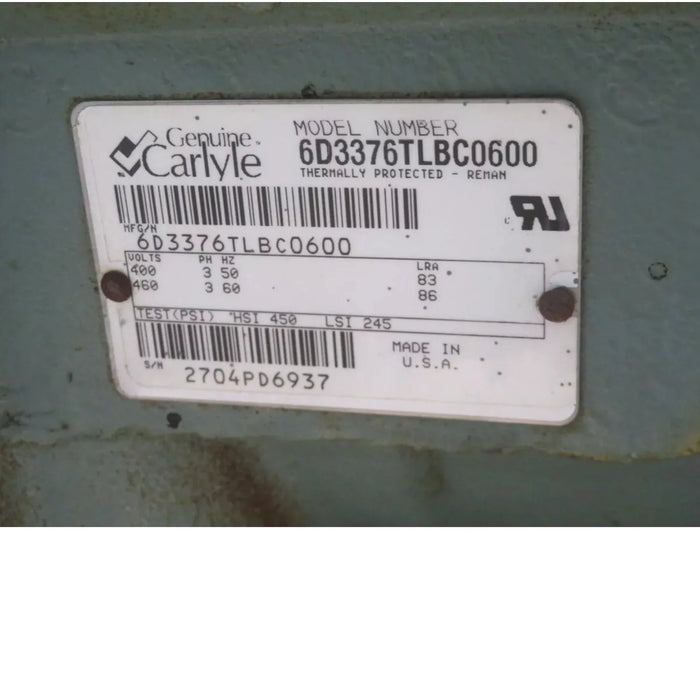 Genuine™
Carlyle
MODEL NUMBER
6D3376TLBC0600
THERMALLY PROTECTED - REMAN
MFG/N
6D3376TLBC0600
VOLTS PH HZ LRA
400 3 50 83
460 3 60 86
TEST(PSI) HSI 450 LSI 245
S/N
2704PD6937
MADE IN
U.S.A.